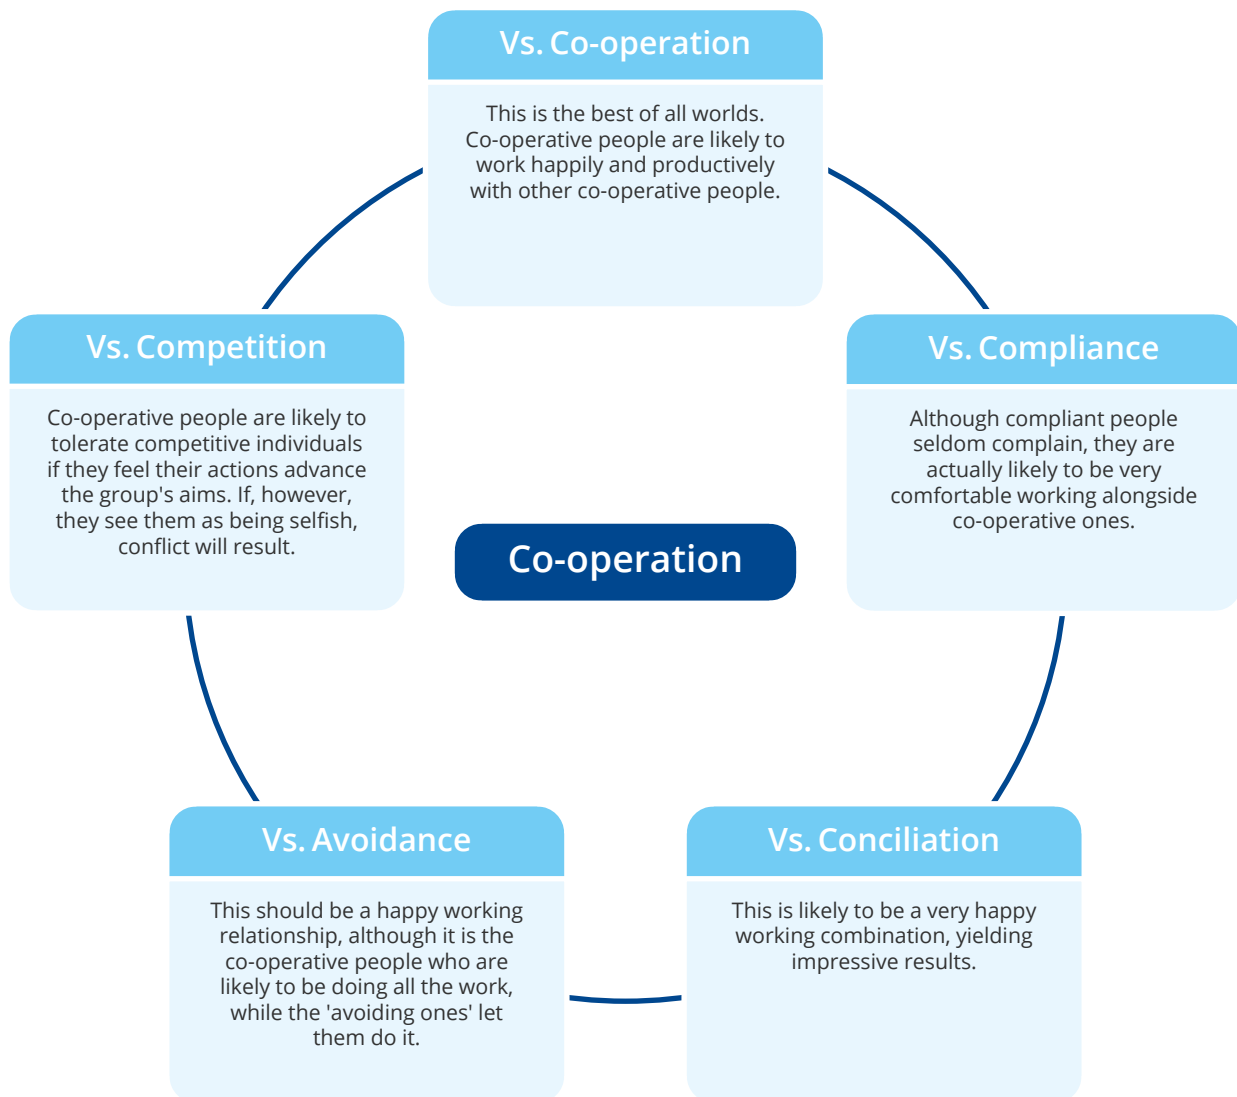 Vs. Co-operation
This is the best of all worlds.
Co-operative people are likely to
work happily and productively
with other co-operative people.
Vs. Competition
Co-operative people are likely to
tolerate competitive individuals
if they feel their actions advance
the group's aims. If, however,
they see them as being selfish,
conflict will result.
Vs. Compliance
Although compliant people
seldom complain, they are
actually likely to be very
comfortable working alongside
co-operative ones.
Co-operation
Vs. Avoidance
This should be a happy working
relationship, although it is the
co-operative people who are
likely to be doing all the work,
while the 'avoiding ones' let
them do it.
Vs. Conciliation
This is likely to be a very happy
working combination, yielding
impressive results.